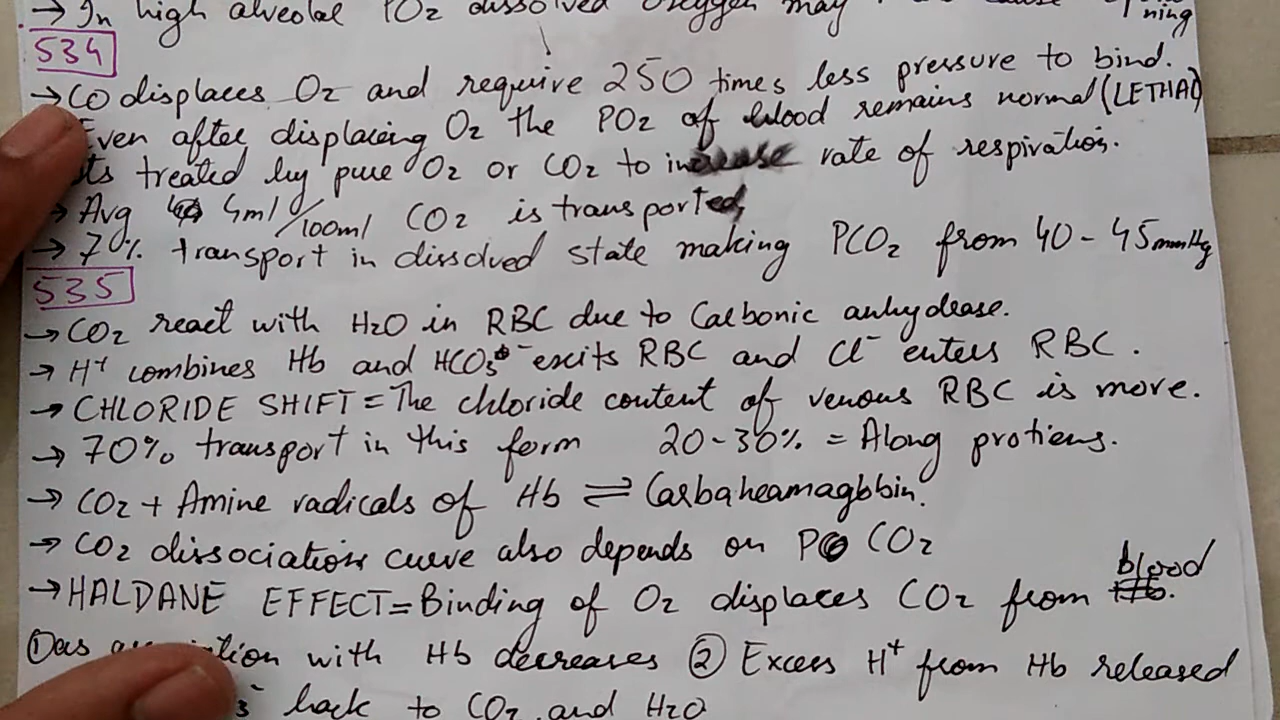 → In high alveolar PO2 dissolved Oxygen may
ning
534
→ CO displaces O2 and require 250 times less pressure to bind.
Even after displacing O2 the PO2 of blood remains normal (LETHAL)
Its treated by pure O2 or CO2 to increase rate of respiration.
→ Avg 4ml/100ml CO2 is transported
→ 7% transport in dissolved state making PCO2 from 40-45mmHg
535
→ CO2 react with H2O in RBC due to Carbonic anhydrase.
→ H+ combines Hb and HCO3- exits RBC and Cl- enters RBC.
→ CHLORIDE SHIFT = The chloride content of venous RBC is more.
→ 70% transport in this form 20-30% = Along protiens.
→ CO2 + Amine radicals of Hb ⇌ Carbaheamagbbin.
→ CO2 dissociation curve also depends on P CO2
→ HALDANE EFFECT = Binding of O2 displaces CO2 from blood
① with Hb decreases ② Excess H+ from Hb released
back to CO2 and H2O